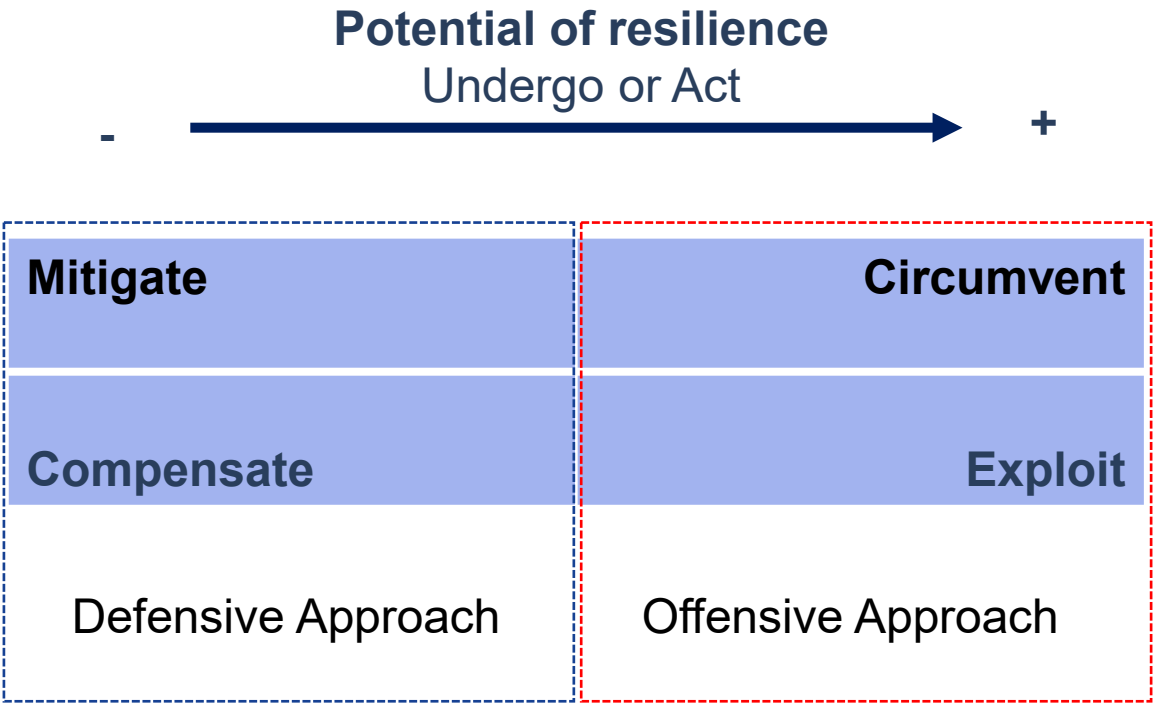 Potential of resilience
Undergo or Act
- +
Mitigate Circumvent
Compensate Exploit
Defensive Approach Offensive Approach